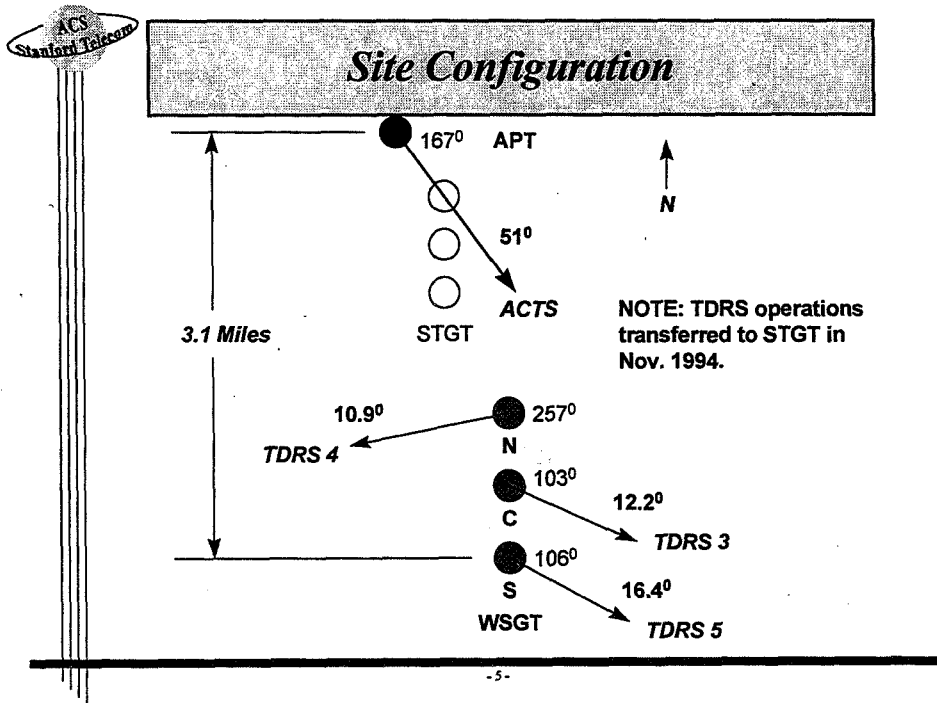 ACS
Stanford Telecom
Site Configuration
167⁰ APT
N
51⁰
ACTS
STGT
3.1 Miles
NOTE: TDRS operations
transferred to STGT in
Nov. 1994.
10.9⁰
257⁰
TDRS 4
N
103⁰
12.2⁰
C
TDRS 3
106⁰
S
16.4⁰
WSGT
TDRS 5
-5-